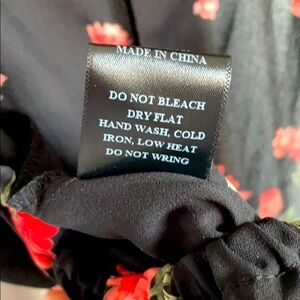 MADE IN CHINA
DO NOT BLEACH
DRY FLAT
HAND WASH, COLD
IRON, LOW HEAT
DO NOT WRING